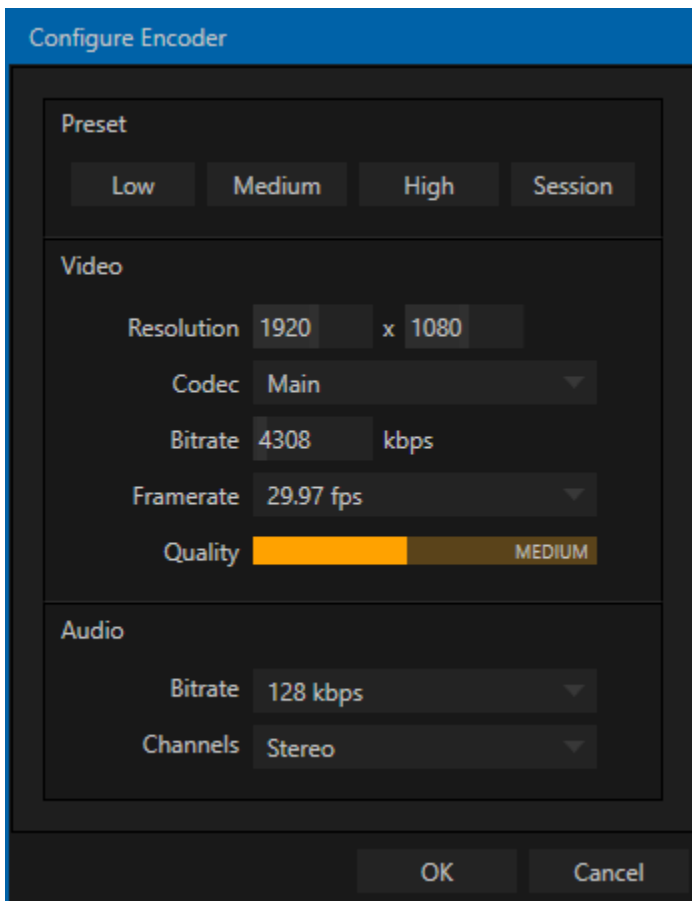 Configure Encoder
Preset
Low Medium High Session
Video
Resolution 1920 x 1080
Codec Main
Bitrate 4308 kbps
Framerate 29.97 fps
Quality MEDIUM
Audio
Bitrate 128 kbps
Channels Stereo
OK Cancel